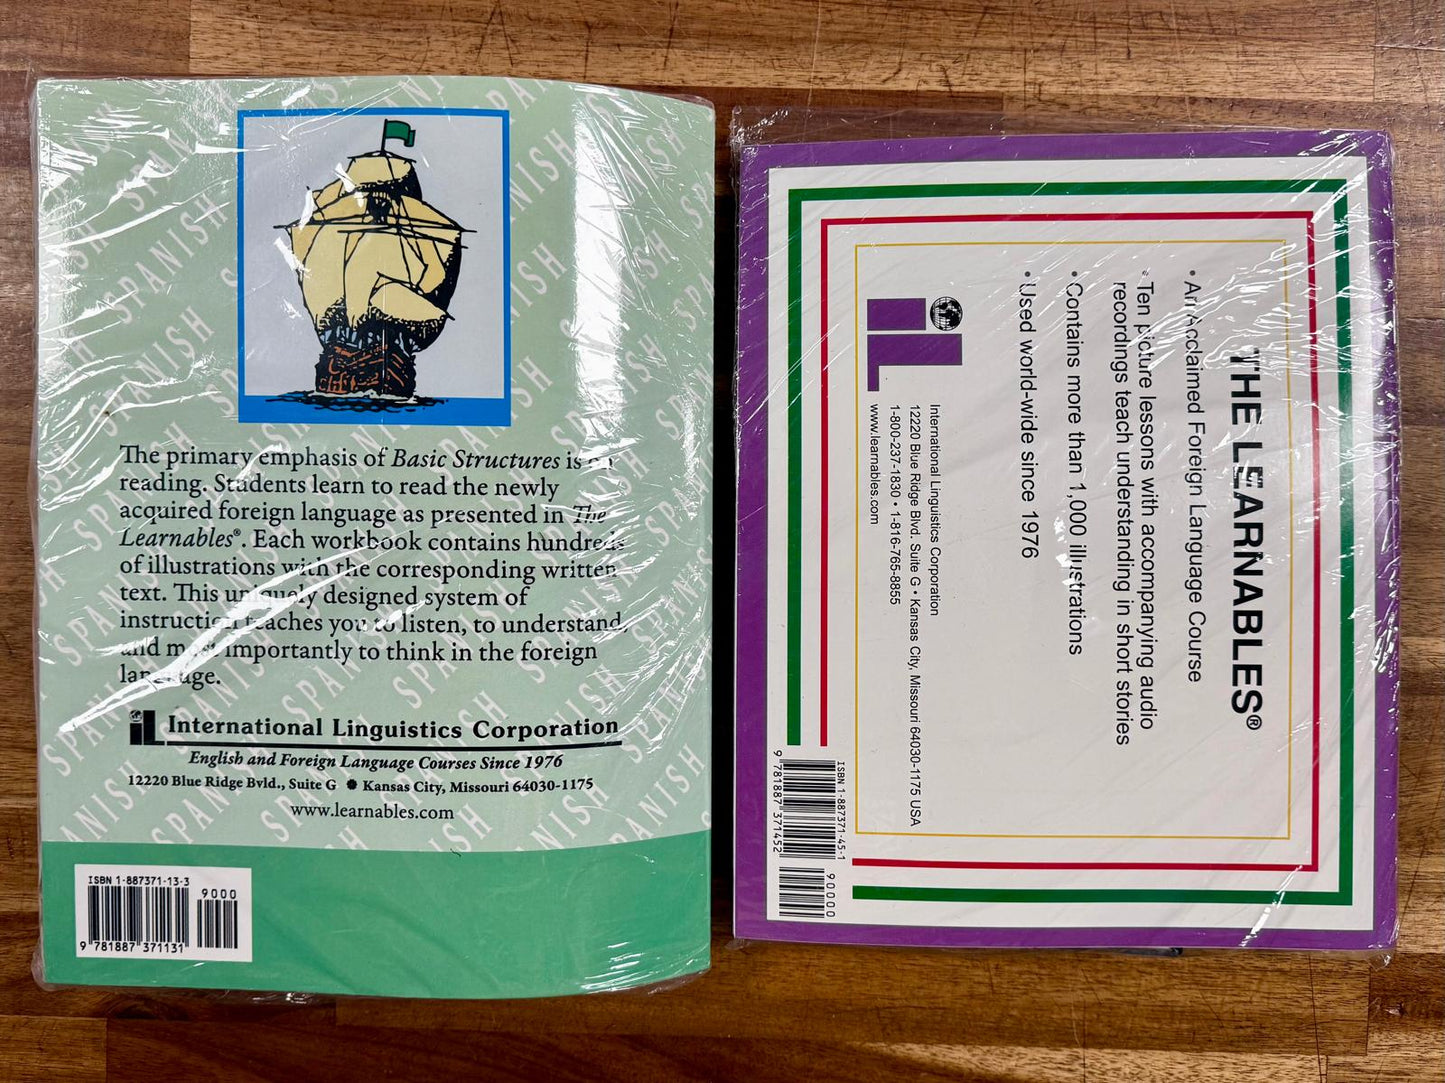 The primary emphasis of Basic Structures is on
reading. Students learn to read the newly
acquired foreign language as presented in The
Learnables®. Each workbook contains hundreds
of illustrations with the corresponding written
text. This uniquely designed system of
instruction teaches you to listen, to understand,
and most importantly to think in the foreign
language.
iL International Linguistics Corporation
English and Foreign Language Courses Since 1976
12220 Blue Ridge Bvld., Suite G ● Kansas City, Missouri 64030-1175
www.learnables.com
ISBN 1-887371-13-3
9000
9 781887 371131
SPANISH
THE LEARNABLES®
• An Acclaimed Foreign Language Course
• Ten picture lessons with accompanying audio
recordings teach understanding in short stories
• Contains more than 1,000 illustrations
• Used world-wide since 1976
iL
International Linguistics Corporation
12220 Blue Ridge Blvd. Suite G • Kansas City, Missouri 64030-1175 USA
1-800-237-1830 • 1-816-765-8855
www.learnables.com
ISBN 1-887371-45-1
90000
9 781887 371452